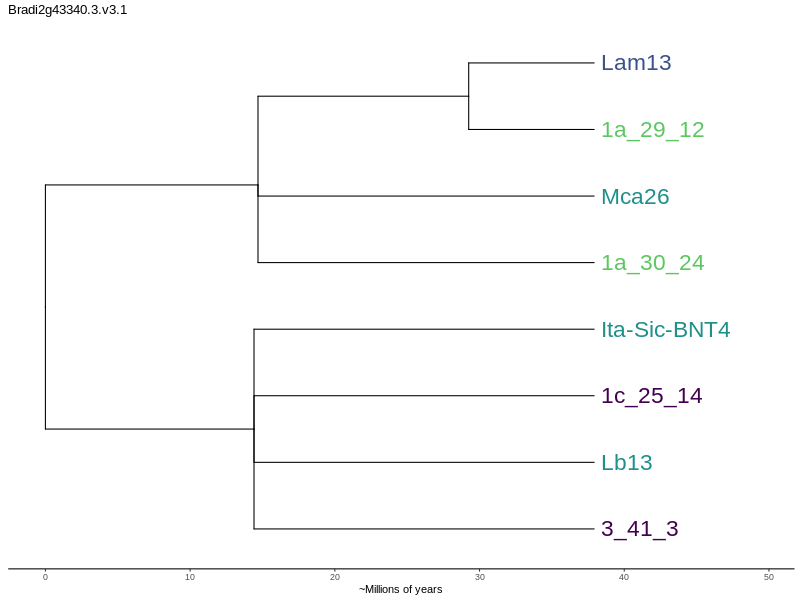 Bradi2g43340.3.v3.1
Lam13
1a_29_12
Mca26
1a_30_24
Ita-Sic-BNT4
1c_25_14
Lb13
3_41_3
0 10 20 30 40 50
~Millions of years